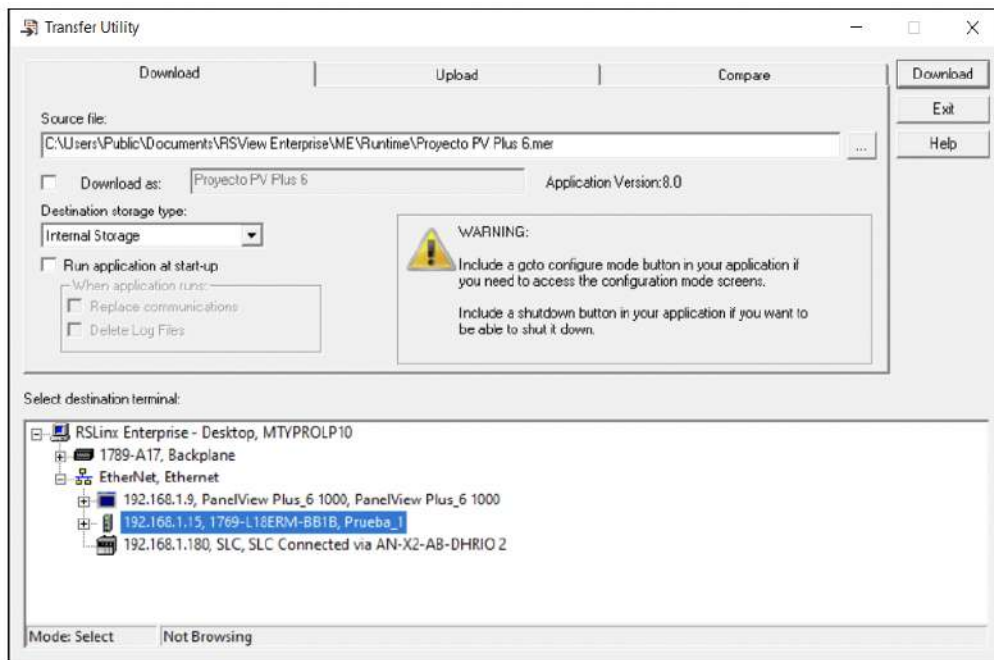 Transfer Utility
Download
Upload
Compare
Download
Exit
Help
Source file:
C:\Users\Public\Documents\RSView Enterprise\ME\Runtime\Proyecto PV Plus 6.mer
...
Download as:
Proyecto PV Plus 6
Application Version:8.0
Destination storage type:
Internal Storage
Run application at start-up
When application runs:
Replace communications
Delete Log Files
WARNING:
Include a goto configure mode button in your application if
you need to access the configuration mode screens.
Include a shutdown button in your application if you want to
be able to shut it down.
Select destination terminal:
RSLinx Enterprise - Desktop, MTYPROLP10
1789-A17, Backplane
EtherNet, Ethernet
192.168.1.9, PanelView Plus_6 1000, PanelView Plus_6 1000
192.168.1.15, 1769-L18ERM-BB1B, Prueba_1
192.168.1.180, SLC, SLC Connected via AN-X2-AB-DHRIO 2
Mode: Select
Not Browsing